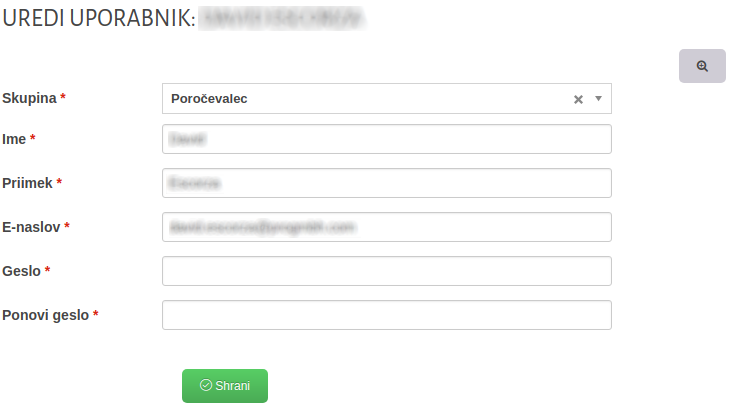 UREDI UPORABNIK:
Skupina * Poročevalec
Ime *
Priimek *
E-naslov *
Geslo *
Ponovi geslo *
Shrani